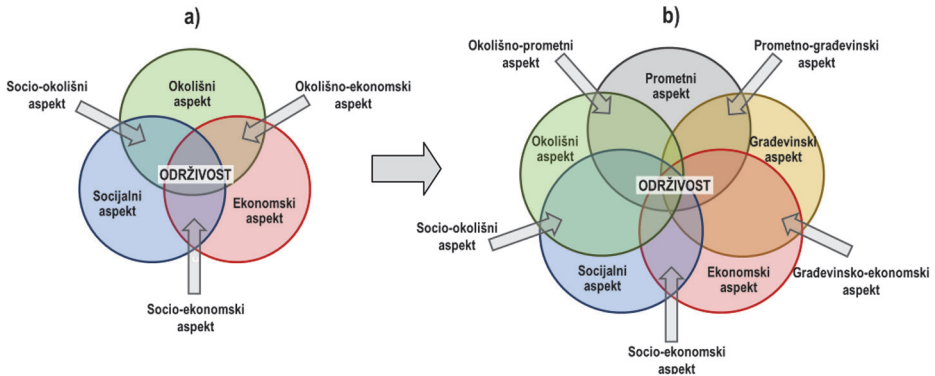 a)
Socio-okolišni
aspekt
Okolišni
aspekt
Okolišno-ekonomski
aspekt
ODRŽIVOST
Socijalni
aspekt
Ekonomski
aspekt
Socio-ekonomski
aspekt
b)
Okolišno-prometni
aspekt
Prometno-građevinski
aspekt
Prometni
aspekt
Okolišni
aspekt
Građevinski
aspekt
ODRŽIVOST
Socio-okolišni
aspekt
Socijalni
aspekt
Ekonomski
aspekt
Građevinsko-ekonomski
aspekt
Socio-ekonomski
aspekt